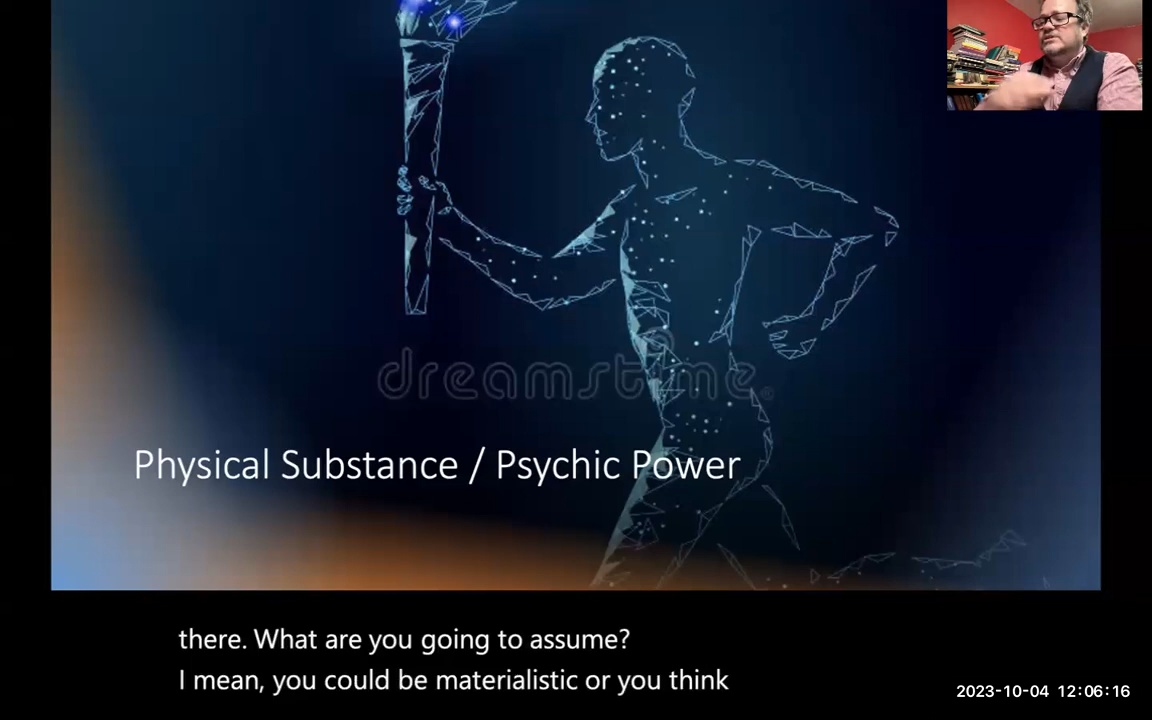 dreamstime®
Physical Substance / Psychic Power
there. What are you going to assume?
I mean, you could be materialistic or you think
2023-10-04 12:06:16